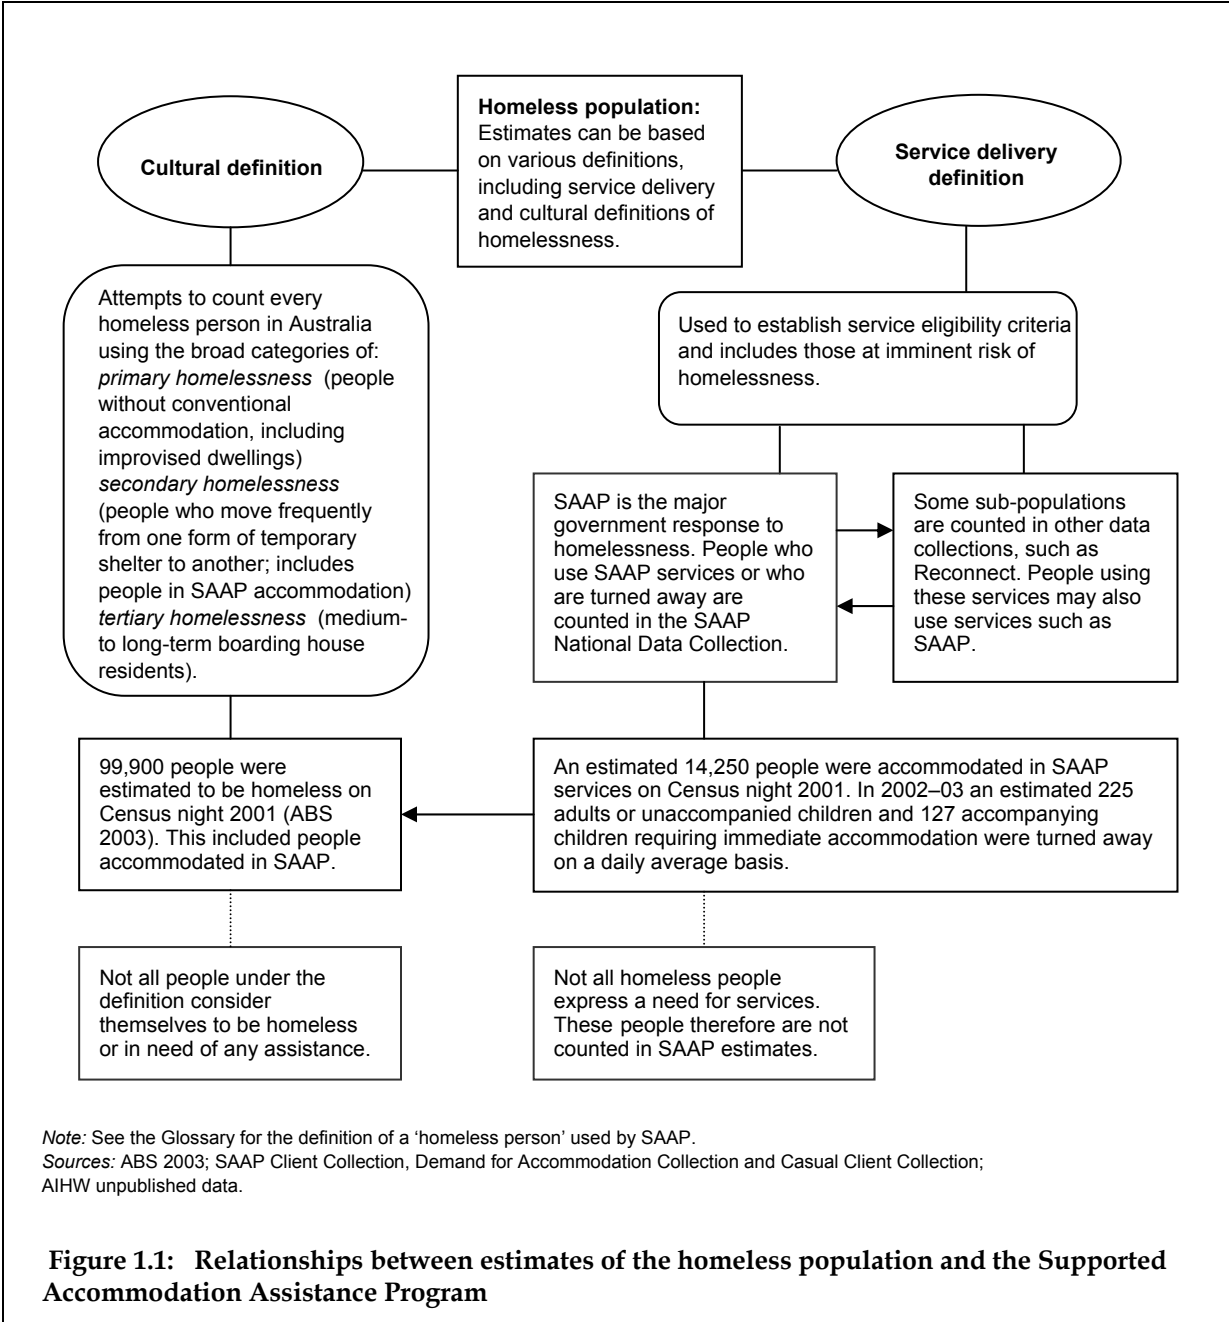 Homeless population:
Estimates can be based
on various definitions,
including service delivery
and cultural definitions of
homelessness.
Cultural definition
Service delivery
definition
Attempts to count every
homeless person in Australia
using the broad categories of:
primary homelessness (people
without conventional
accommodation, including
improvised dwellings)
secondary homelessness
(people who move frequently
from one form of temporary
shelter to another; includes
people in SAAP accommodation)
tertiary homelessness (medium-
to long-term boarding house
residents).
Used to establish service eligibility criteria
and includes those at imminent risk of
homelessness.
SAAP is the major
government response to
homelessness. People who
use SAAP services or who
are turned away are
counted in the SAAP
National Data Collection.
Some sub-populations
are counted in other data
collections, such as
Reconnect. People using
these services may also
use services such as
SAAP.
99,900 people were
estimated to be homeless on
Census night 2001 (ABS
2003). This included people
accommodated in SAAP.
An estimated 14,250 people were accommodated in SAAP
services on Census night 2001. In 2002–03 an estimated 225
adults or unaccompanied children and 127 accompanying
children requiring immediate accommodation were turned away
on a daily average basis.
Not all people under the
definition consider
themselves to be homeless
or in need of any assistance.
Not all homeless people
express a need for services.
These people therefore are not
counted in SAAP estimates.
Note: See the Glossary for the definition of a ‘homeless person’ used by SAAP.
Sources: ABS 2003; SAAP Client Collection, Demand for Accommodation Collection and Casual Client Collection;
AIHW unpublished data.
Figure 1.1: Relationships between estimates of the homeless population and the Supported
Accommodation Assistance Program